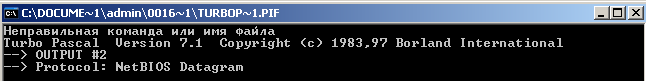 C:\DOCUME~1\admin\0016~1\TURBOP~1.PIF
Неправильная команда или имя файла
Turbo Pascal  Version 7.1  Copyright (c) 1983,97 Borland International
--> OUTPUT #2
--> Protocol: NetBIOS Datagram